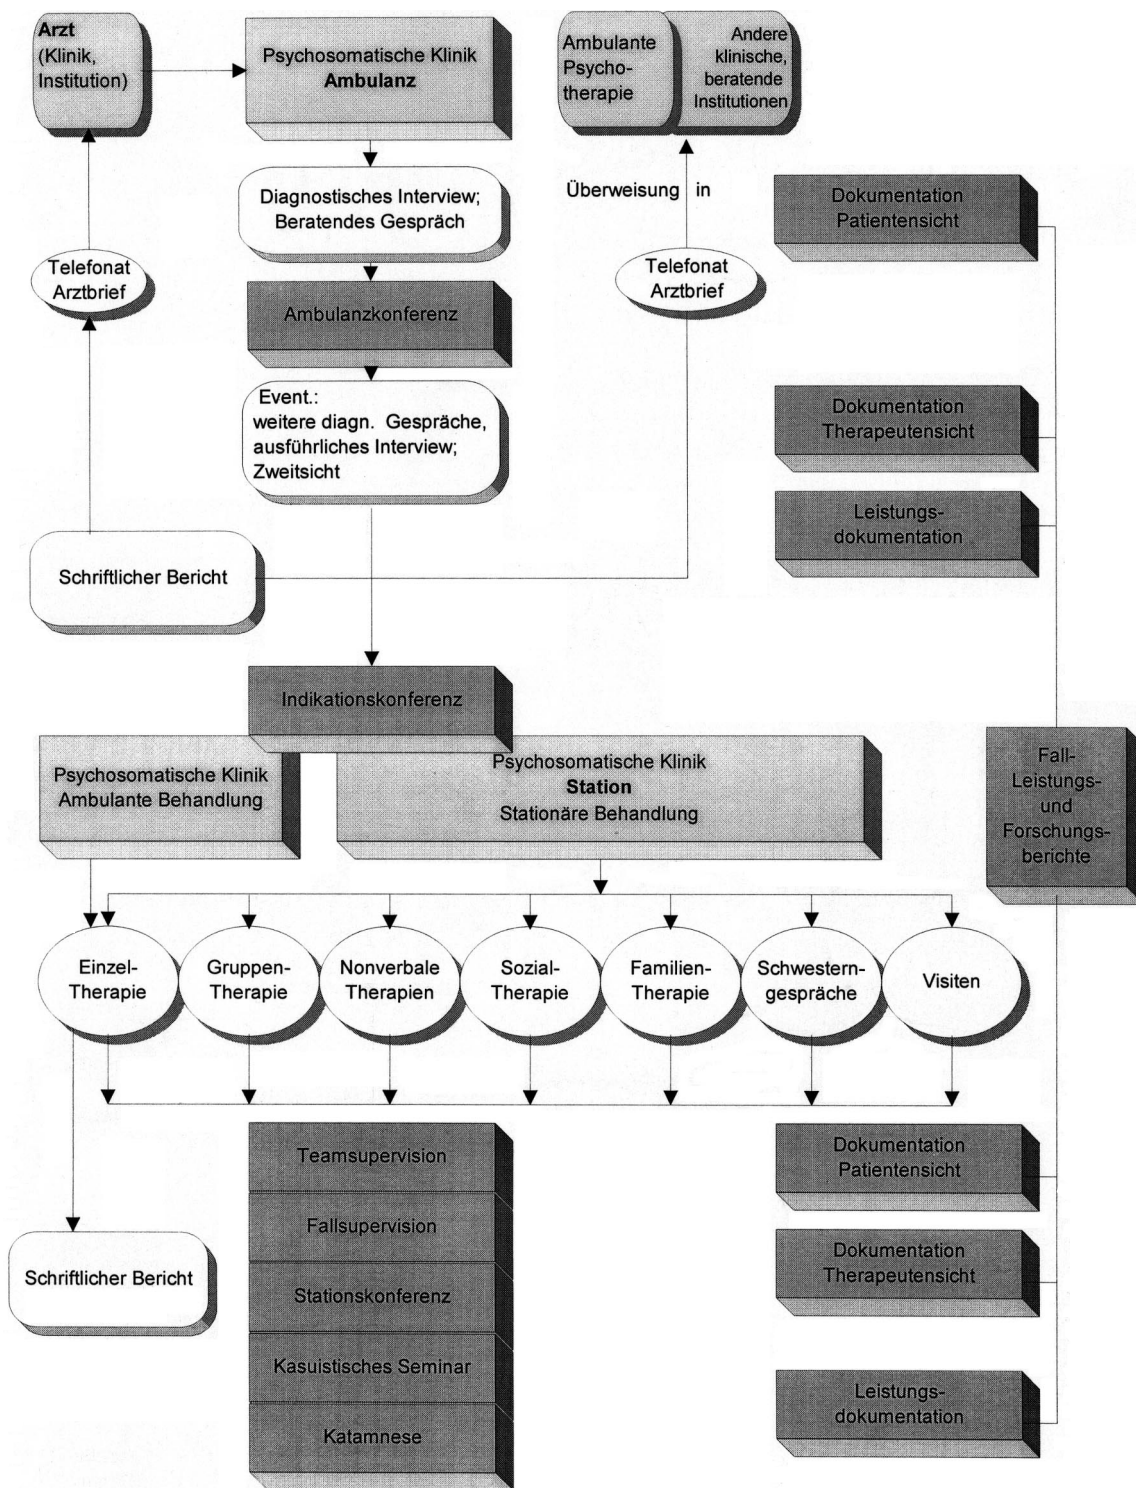 Arzt
(Klinik,
Institution)
Psychosomatische Klinik
Ambulanz
Ambulante
Psycho-
therapie
Andere
klinische,
beratende
Institutionen
Diagnostisches Interview;
Beratendes Gespräch
Überweisung in
Dokumentation
Patientensicht
Telefonat
Arztbrief
Ambulanzkonferenz
Telefonat
Arztbrief
Event.:
weitere diagn. Gespräche,
ausführliches Interview;
Zweitsicht
Dokumentation
Therapeutensicht
Leistungs-
dokumentation
Schriftlicher Bericht
Indikationskonferenz
Psychosomatische Klinik
Ambulante Behandlung
Psychosomatische Klinik
Station
Stationäre Behandlung
Fall-
Leistungs-
und
Forschungs-
berichte
Einzel-
Therapie
Gruppen-
Therapie
Nonverbale
Therapien
Sozial-
Therapie
Familien-
Therapie
Schwestern-
gespräche
Visiten
Teamsupervision
Fallsupervision
Stationskonferenz
Kasuistisches Seminar
Katamnese
Schriftlicher Bericht
Dokumentation
Patientensicht
Dokumentation
Therapeutensicht
Leistungs-
dokumentation